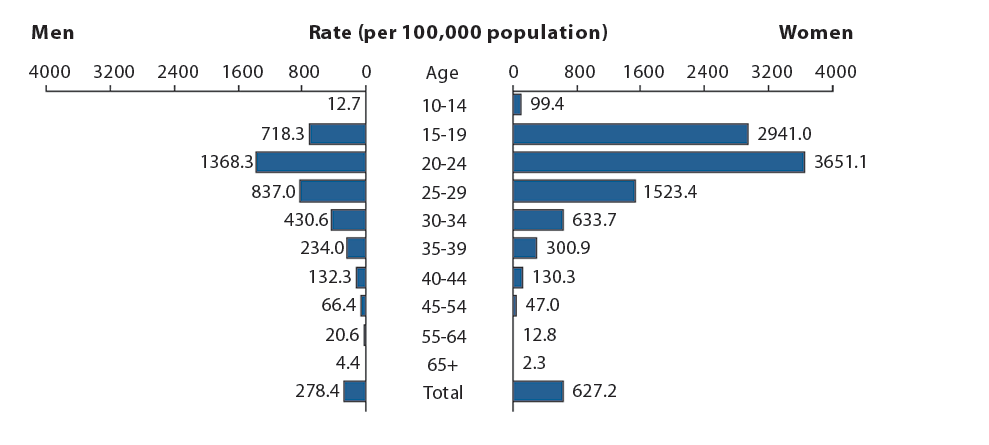 Men Rate (per 100,000 population) Women
4000 3200 2400 1600 800 0 Age 0 800 1600 2400 3200 4000
12.7 10-14 99.4
718.3 15-19 2941.0
1368.3 20-24 3651.1
837.0 25-29 1523.4
430.6 30-34 633.7
234.0 35-39 300.9
132.3 40-44 130.3
66.4 45-54 47.0
20.6 55-64 12.8
4.4 65+ 2.3
278.4 Total 627.2